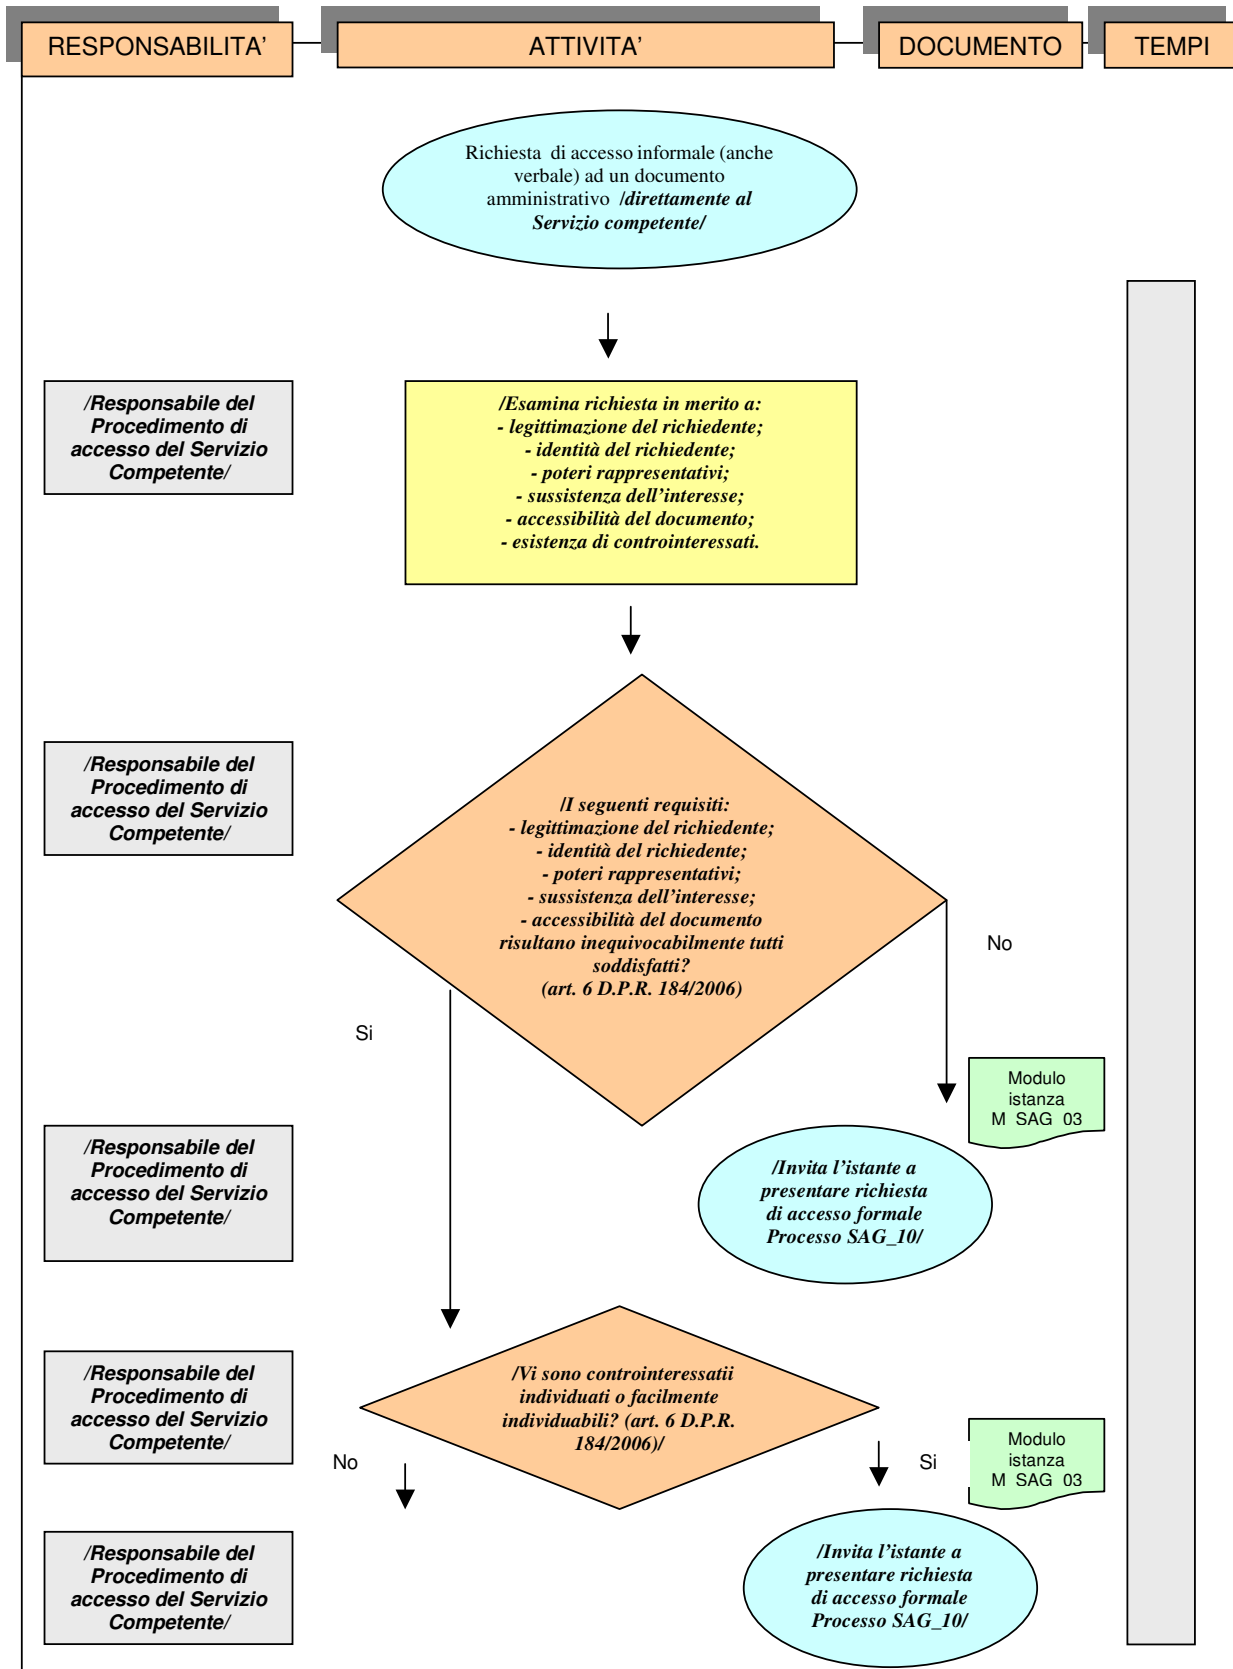 RESPONSABILITA’
ATTIVITA’
DOCUMENTO
TEMPI
Richiesta di accesso informale (anche
verbale) ad un documento
amministrativo /direttamente al
Servizio competente/
/Responsabile del
Procedimento di
accesso del Servizio
Competente/
/Esamina richiesta in merito a:
- legittimazione del richiedente;
- identità del richiedente;
- poteri rappresentativi;
- sussistenza dell’interesse;
- accessibilità del documento;
- esistenza di controinteressati.
/Responsabile del
Procedimento di
accesso del Servizio
Competente/
/I seguenti requisiti:
- legittimazione del richiedente;
- identità del richiedente;
- poteri rappresentativi;
- sussistenza dell’interesse;
- accessibilità del documento
risultano inequivocabilmente tutti
soddisfatti?
(art. 6 D.P.R. 184/2006)
No
Si
Modulo
istanza
M_SAG_03
/Responsabile del
Procedimento di
accesso del Servizio
Competente/
/Invita l’istante a
presentare richiesta
di accesso formale
Processo SAG_10/
/Responsabile del
Procedimento di
accesso del Servizio
Competente/
/Vi sono controinteressatii
individuati o facilmente
individuabili? (art. 6 D.P.R.
184/2006)/
No
Si
Modulo
istanza
M_SAG_03
/Responsabile del
Procedimento di
accesso del Servizio
Competente/
/Invita l’istante a
presentare richiesta
di accesso formale
Processo SAG_10/